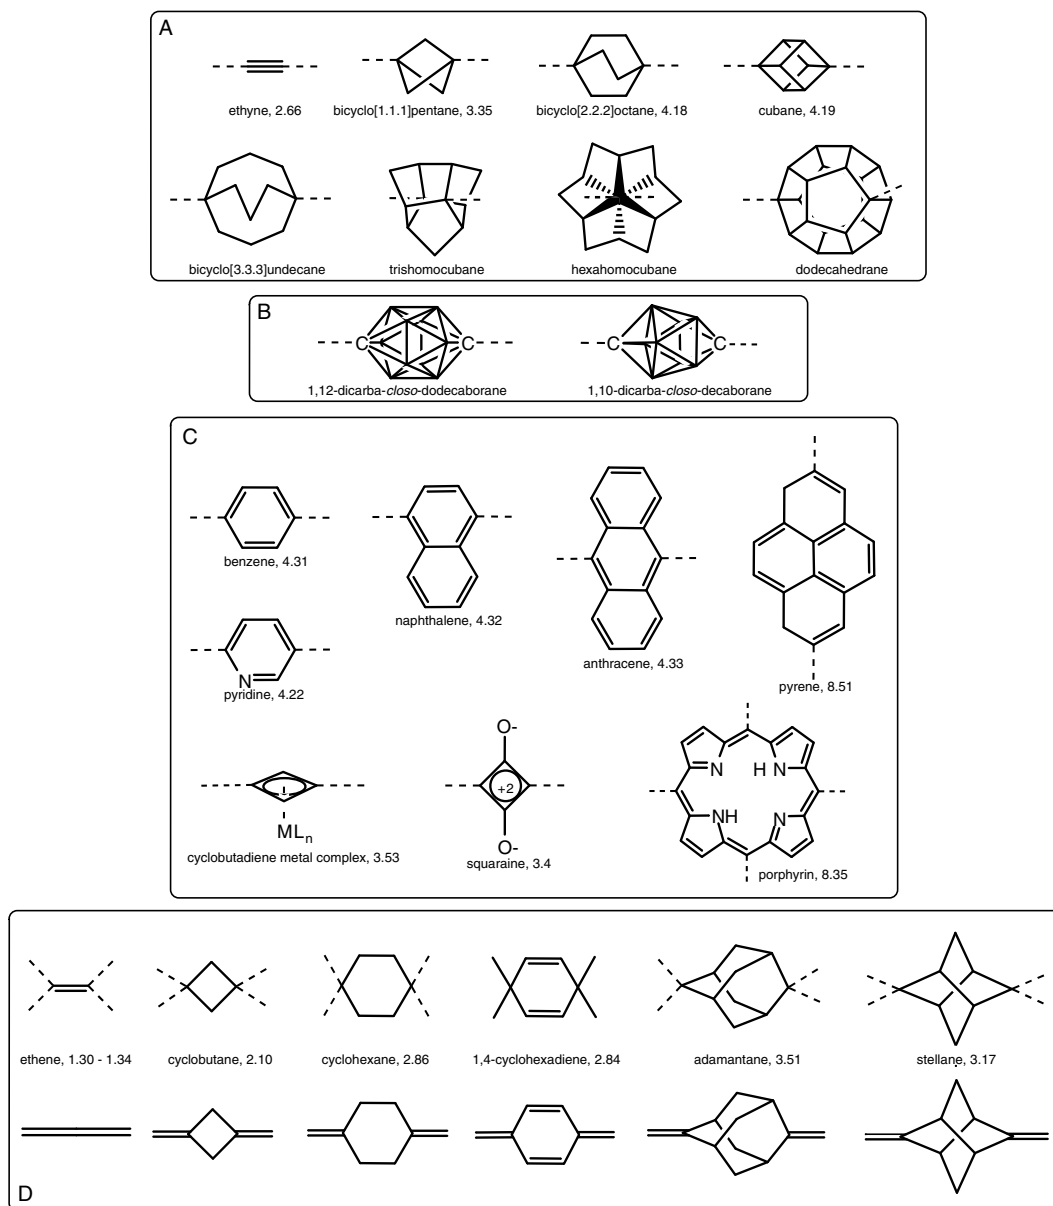 A
ethyne, 2.66
bicyclo[1.1.1]pentane, 3.35
bicyclo[2.2.2]octane, 4.18
cubane, 4.19
bicyclo[3.3.3]undecane
trishomocubane
hexahomocubane
dodecahedrane
B
C
C
C
C
1,12-dicarba-closo-dodecaborane
1,10-dicarba-closo-decaborane
C
benzene, 4.31
naphthalene, 4.32
anthracene, 4.33
pyrene, 8.51
N
pyridine, 4.22
MLn
cyclobutadiene metal complex, 3.53
O-
+2
O-
squaraine, 3.4
N
H N
NH
N
porphyrin, 8.35
ethene, 1.30 - 1.34
cyclobutane, 2.10
cyclohexane, 2.86
1,4-cyclohexadiene, 2.84
adamantane, 3.51
stellane, 3.17
D